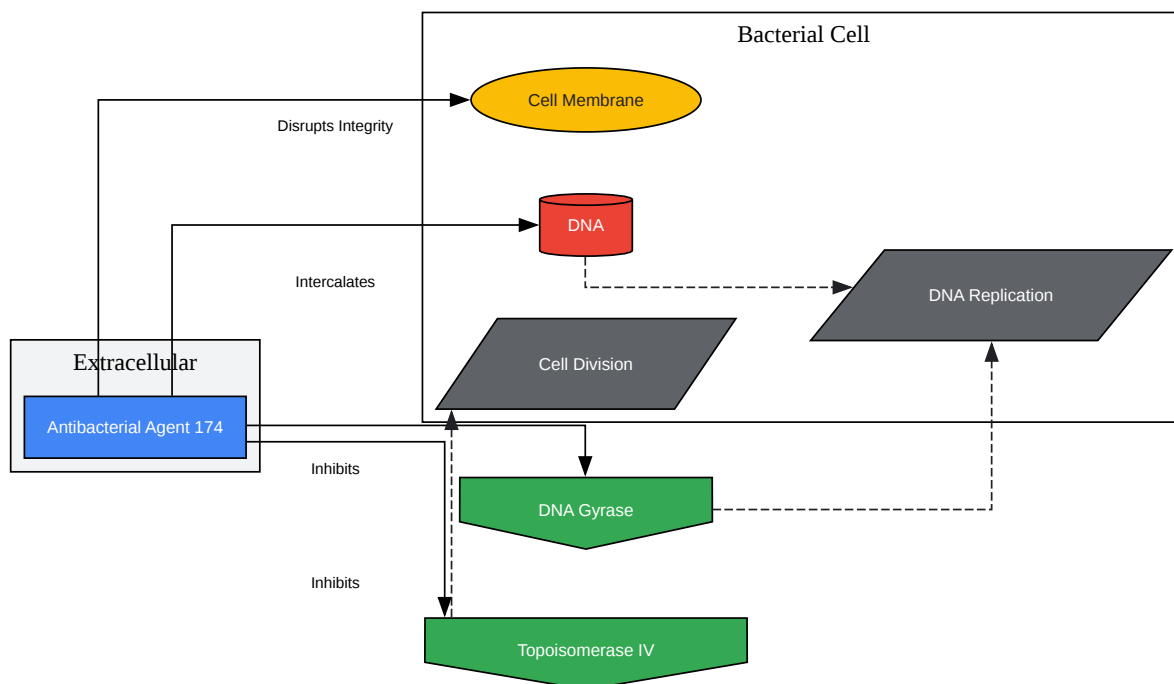 Bacterial Cell
Cell Membrane
Disrupts Integrity
DNA
Intercalates
DNA Replication
Extracellular
Cell Division
Antibacterial Agent 174
Inhibits
DNA Gyrase
Inhibits
Topoisomerase IV